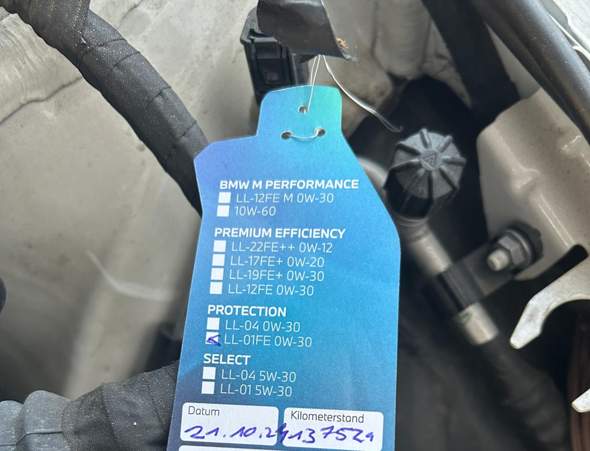 BMW M PERFORMANCE
LL-12FE M 0W-30
10W-60
PREMIUM EFFICIENCY
LL-22FE++ 0W-12
LL-17FE+ 0W-20
LL-19FE+ 0W-30
LL-12FE 0W-30
PROTECTION
LL-04 0W-30
LL-01FE 0W-30
SELECT
LL-04 5W-30
LL-01 5W-30
Datum Kilometerstand
21.10.24 137529